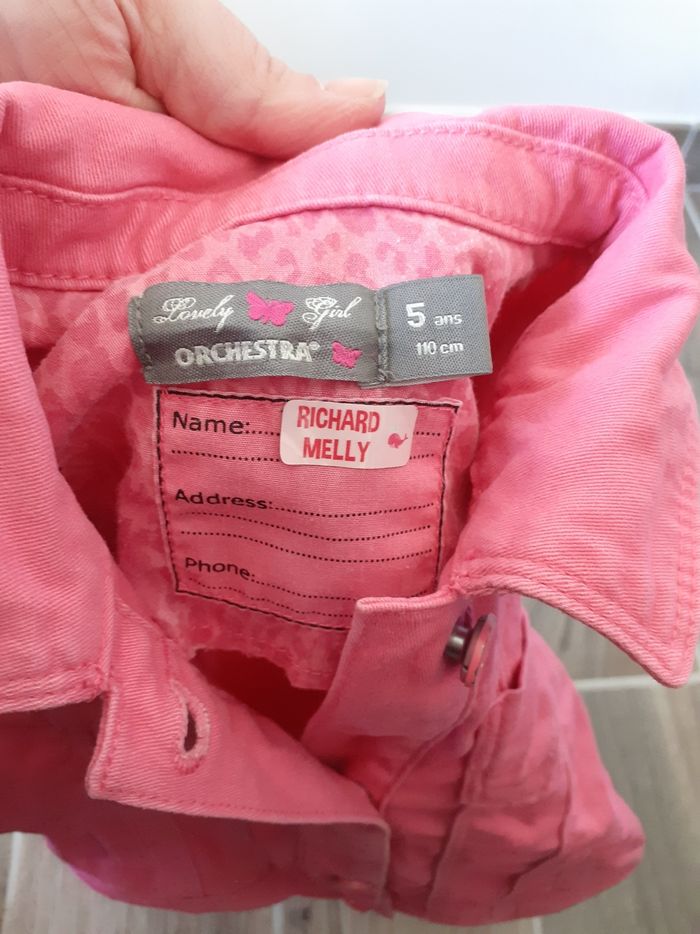 Lovely Girl
ORCHESTRA®
5 ans
110 cm
Name:
RICHARD
MELLY
Address:
Phone: